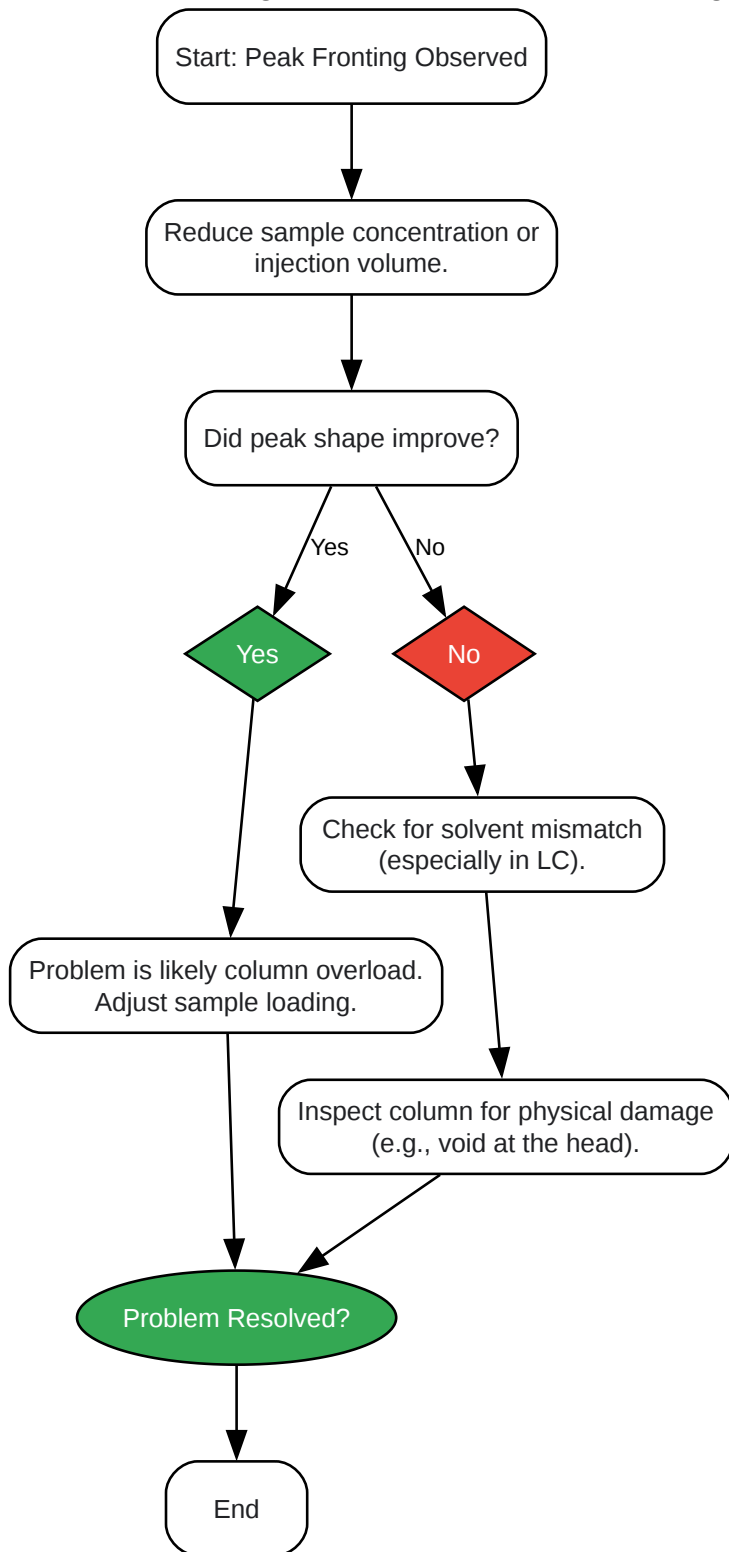 Start: Peak Fronting Observed
Reduce sample concentration or
injection volume.
Did peak shape improve?
Yes
No
Yes
No
Check for solvent mismatch
(especially in LC).
Problem is likely column overload.
Adjust sample loading.
Inspect column for physical damage
(e.g., void at the head).
Problem Resolved?
End